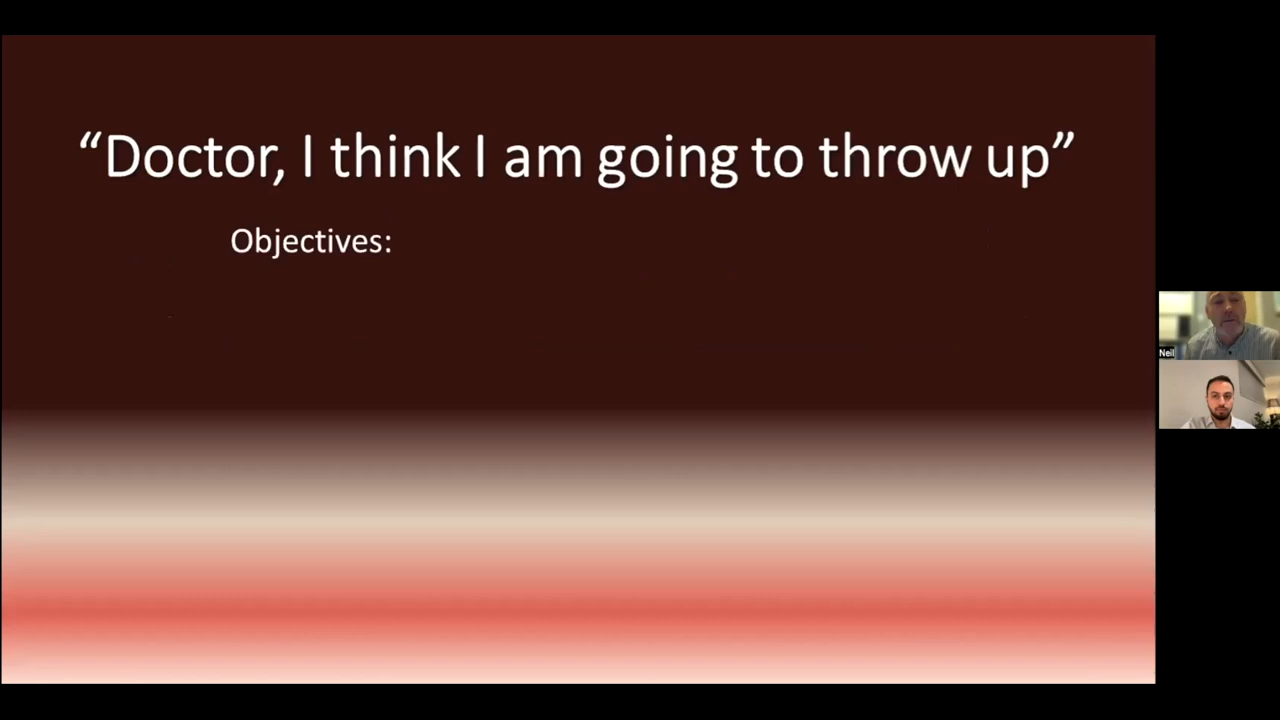 “Doctor, I think I am going to throw up”
Objectives:
Neil